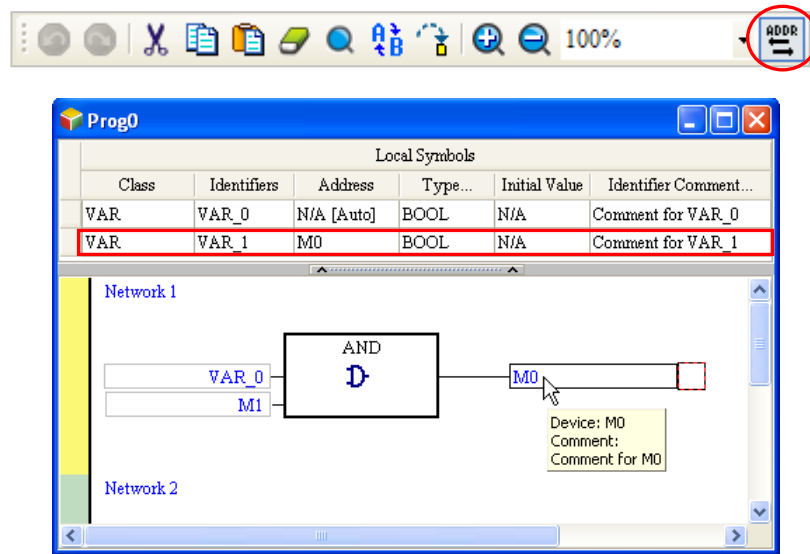 A B 100% ADDR
Prog0
Local Symbols
Class Identifiers Address Type... Initial Value Identifier Comment...
VAR VAR_0 N/A [Auto] BOOL N/A Comment for VAR_0
VAR VAR_1 M0 BOOL N/A Comment for VAR_1
Network 1
AND
VAR_0 M0
M1
Device: M0
Comment:
Comment for M0
Network 2